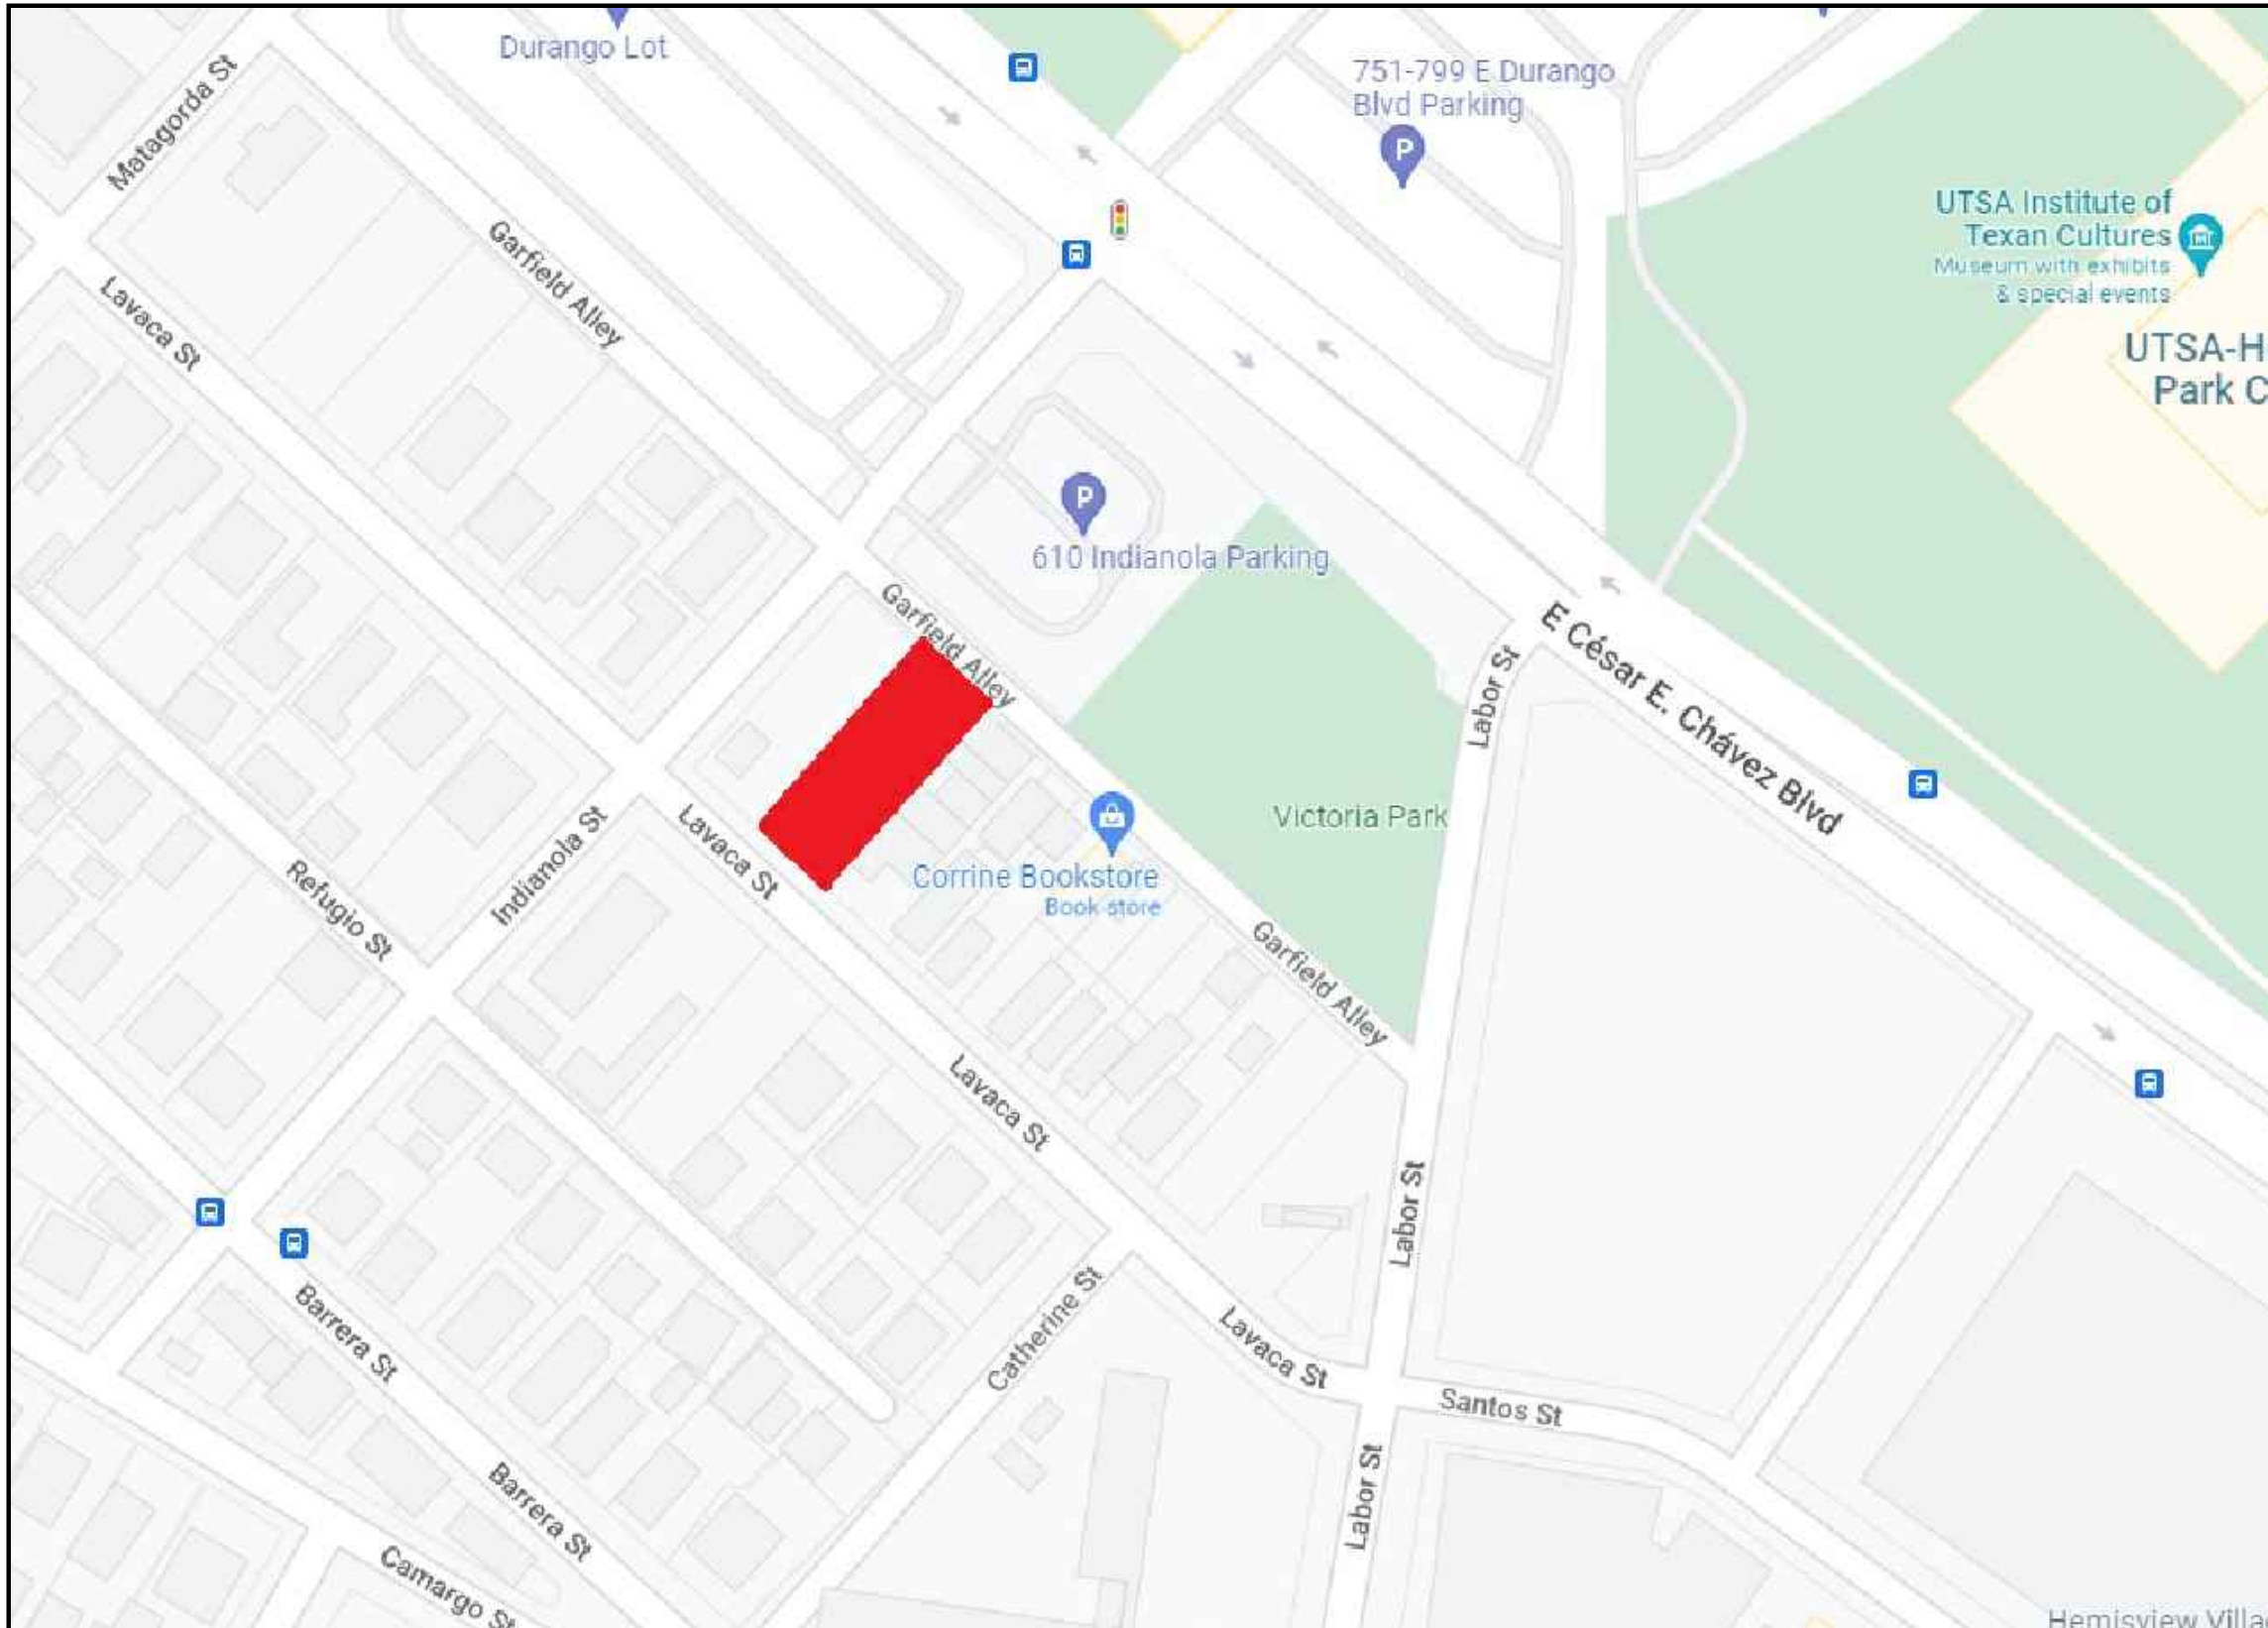 Durango Lot
751-799 E Durango
Blvd Parking
Matagorda St
UTSA Institute of
Texan Cultures
Museum with exhibits
& special events
Garfield Alley
Lavaca St
UTSA-H
Park C
610 Indianola Parking
Garfield Alley
E César E. Chávez Blvd
Labor St
Victoria Park
Lavaca St
Indianola St
Refugio St
Corrine Bookstore
Book store
Garfield Alley
Lavaca St
Labor St
Barrera St
Catherine St
Lavaca St
Santos St
Labor St
Barrera St
Camargo St
Hemisview Villa